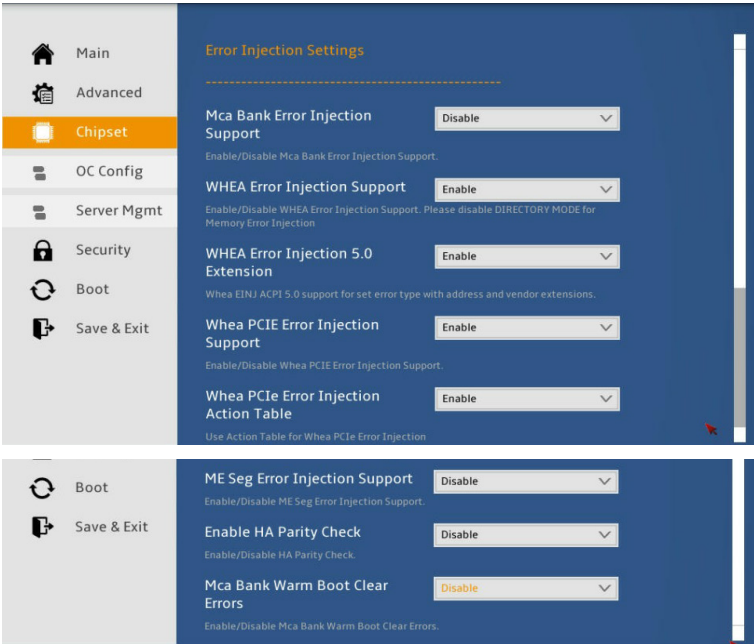 Main
Advanced
Chipset
OC Config
Server Mgmt
Security
Boot
Save & Exit
Error Injection Settings
--------------------------------------------------
Mca Bank Error Injection
Support
Disable
Enable/Disable Mca Bank Error Injection Support.
WHEA Error Injection Support
Enable
Enable/Disable WHEA Error Injection Support. Please disable DIRECTORY MODE for
Memory Error Injection
WHEA Error Injection 5.0
Extension
Enable
Whea EINJ ACPI 5.0 support for set error type with address and vendor extensions.
Whea PCIE Error Injection
Support
Enable
Enable/Disable Whea PCIE Error Injection Support.
Whea PCIe Error Injection
Action Table
Enable
Use Action Table for Whea PCIe Error Injection
Boot
Save & Exit
ME Seg Error Injection Support
Disable
Enable/Disable ME Seg Error Injection Support.
Enable HA Parity Check
Disable
Enable/Disable HA Parity Check.
Mca Bank Warm Boot Clear
Errors
Disable
Enable/Disable Mca Bank Warm Boot Clear Errors.